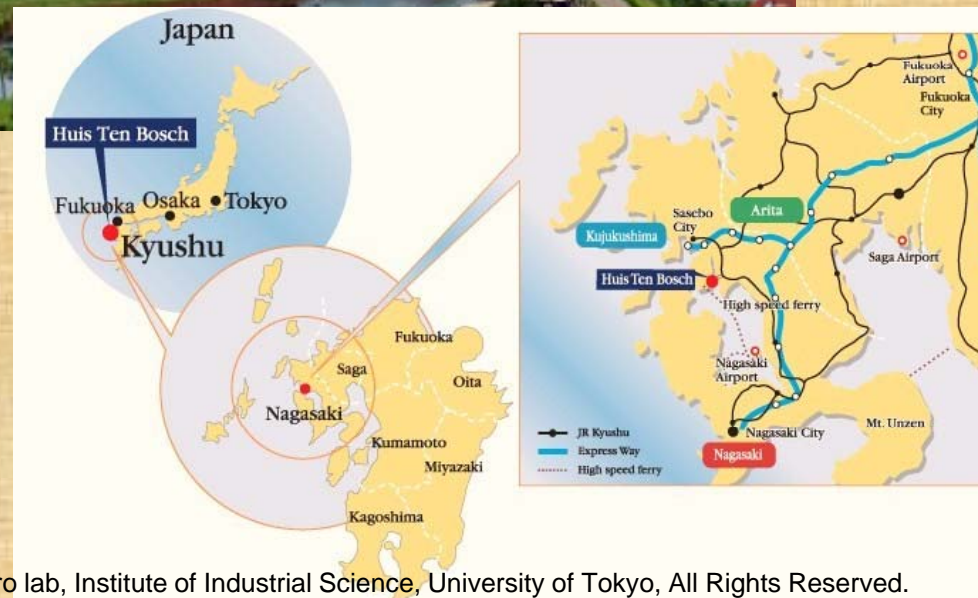 Japan
Huis Ten Bosch
Fukuoka
Osaka
Tokyo
Kyushu
Fukuoka
Saga
Oita
Nagasaki
Kumamoto
Miyazaki
Kagoshima
Fukuoka
Airport
Fukuoka
City
Sasebo
City
Arita
Kujukushima
Saga Airport
Huis Ten Bosch
High speed ferry
Nagasaki
Airport
Mt. Unzen
Nagasaki City
Nagasaki
JR Kyushu
Express Way
High speed ferry
lab, Institute of Industrial Science, University of Tokyo, All Rights Reserved.